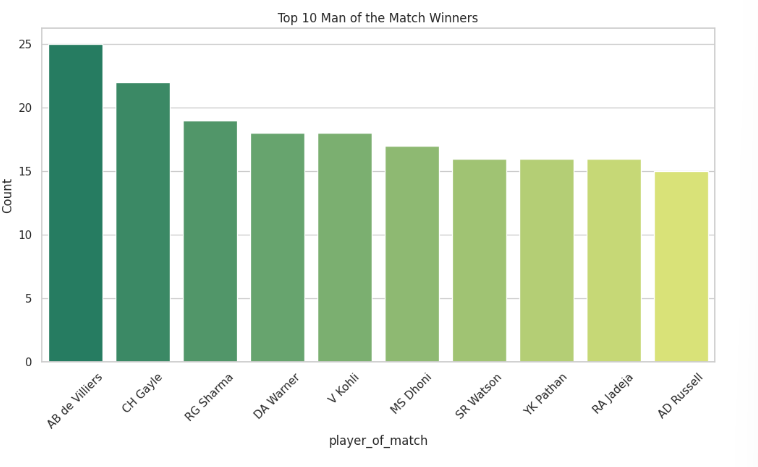 Top 10 Man of the Match Winners
25
20
15
10
5
0
Count
AB de Villiers
CH Gayle
RG Sharma
DA Warner
V Kohli
MS Dhoni
SR Watson
YK Pathan
RA Jadeja
AD Russell
player_of_match